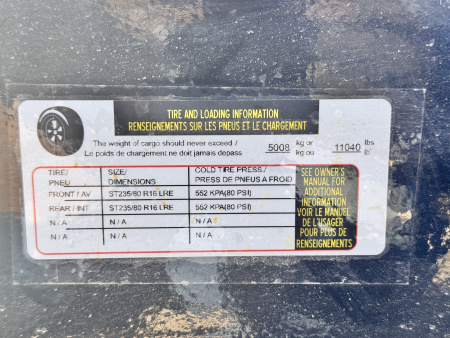 TIRE AND LOADING INFORMATION
RENSEIGNEMENTS SUR LES PNEUS ET LE CHARGEMENT
The weight of cargo should never exceed / 5008 kg or 11040 lbs
Le poids de chargement ne doit jamais depass kg ou lb
TIRE/ SIZE/ COLD TIRE PRESS./
PNEU DIMENSIONS PRESS DE PNEUS A FROID
FRONT / AV ST235/80 R16 LRE 552 KPA(80 PSI)
REAR / INT ST235/80 R16 LRE 552 KPA(80 PSI)
N / A N / A N / A
N / A N / A N / A
SEE OWNER'S
MANUAL FOR
ADDITIONAL
INFORMATION
VOIR LE MANUEL
DE L'USAGER
POUR PLUS DE
RENSEIGNEMENTS